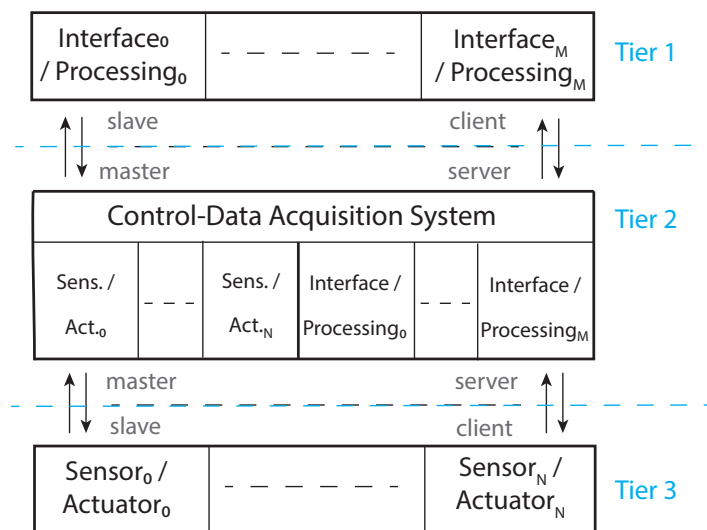 Interface₀ / Processing₀
Interface_M / Processing_M
Tier 1
slave
client
master
server
Control-Data Acquisition System
Tier 2
Sens. / Act.₀
Sens. / Act._N
Interface / Processing₀
Interface / Processing_M
master
server
slave
client
Sensor₀ / Actuator₀
Sensor_N / Actuator_N
Tier 3